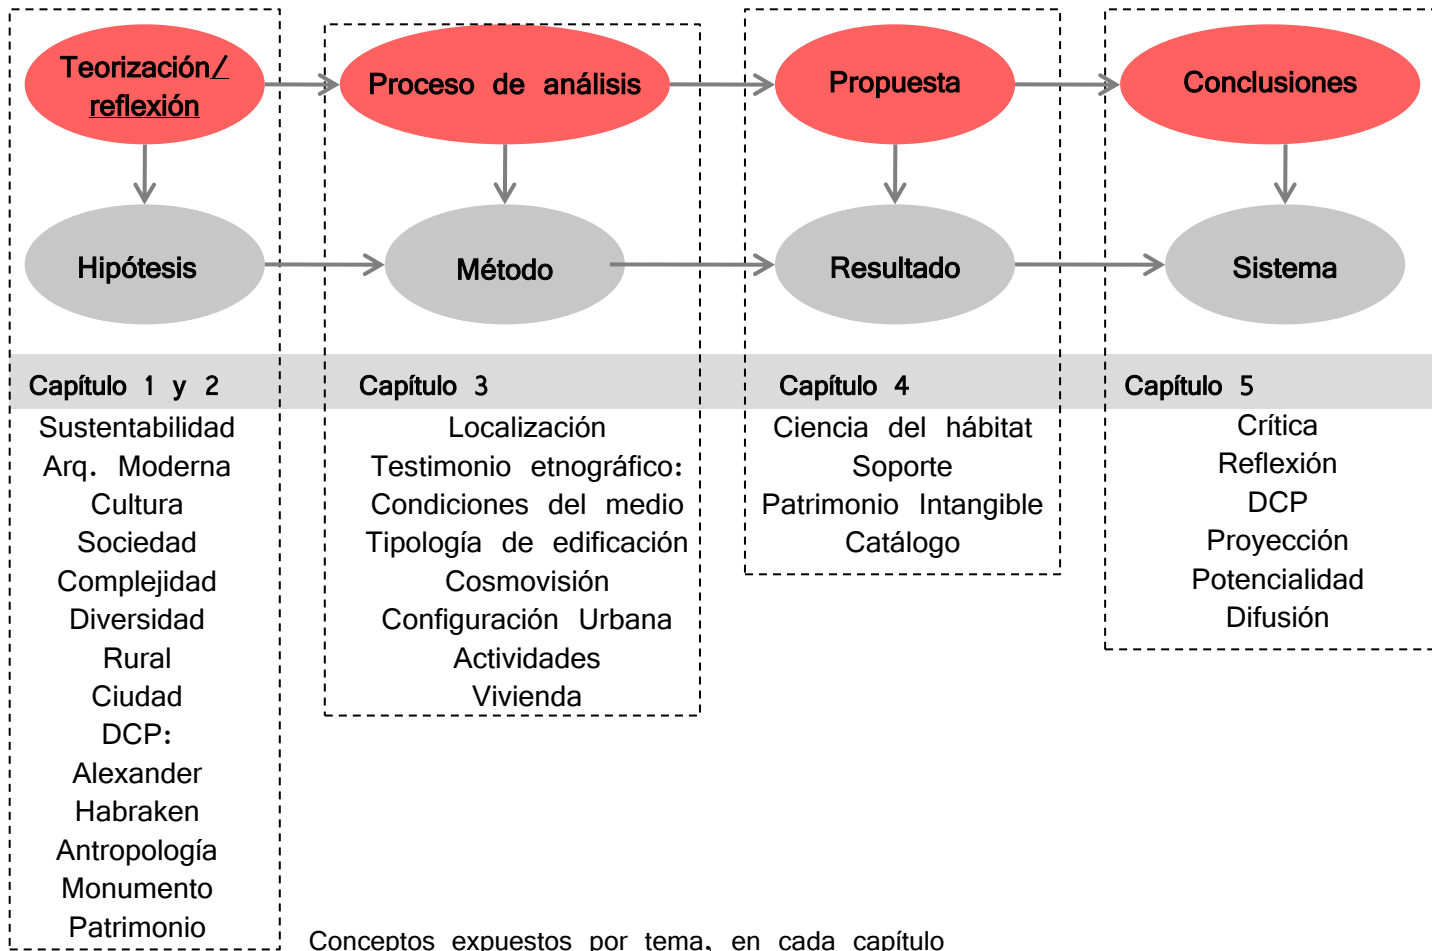 Teorización/
reflexión
Proceso de análisis
Propuesta
Conclusiones
Hipótesis
Método
Resultado
Sistema
Capítulo 1 y 2
Sustentabilidad
Arq. Moderna
Cultura
Sociedad
Complejidad
Diversidad
Rural
Ciudad
DCP:
Alexander
Habraken
Antropología
Monumento
Patrimonio
Capítulo 3
Localización
Testimonio etnográfico:
Condiciones del medio
Tipología de edificación
Cosmovisión
Configuración Urbana
Actividades
Vivienda
Capítulo 4
Ciencia del hábitat
Soporte
Patrimonio Intangible
Catálogo
Capítulo 5
Crítica
Reflexión
DCP
Proyección
Potencialidad
Difusión
Conceptos expuestos por tema, en cada capítulo